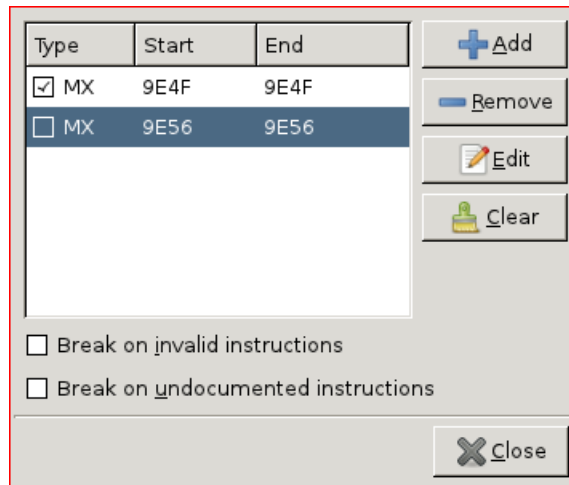 Type Start End Add
MX 9E4F 9E4F Remove
MX 9E56 9E56
Edit
Clear
Break on invalid instructions
Break on undocumented instructions
Close